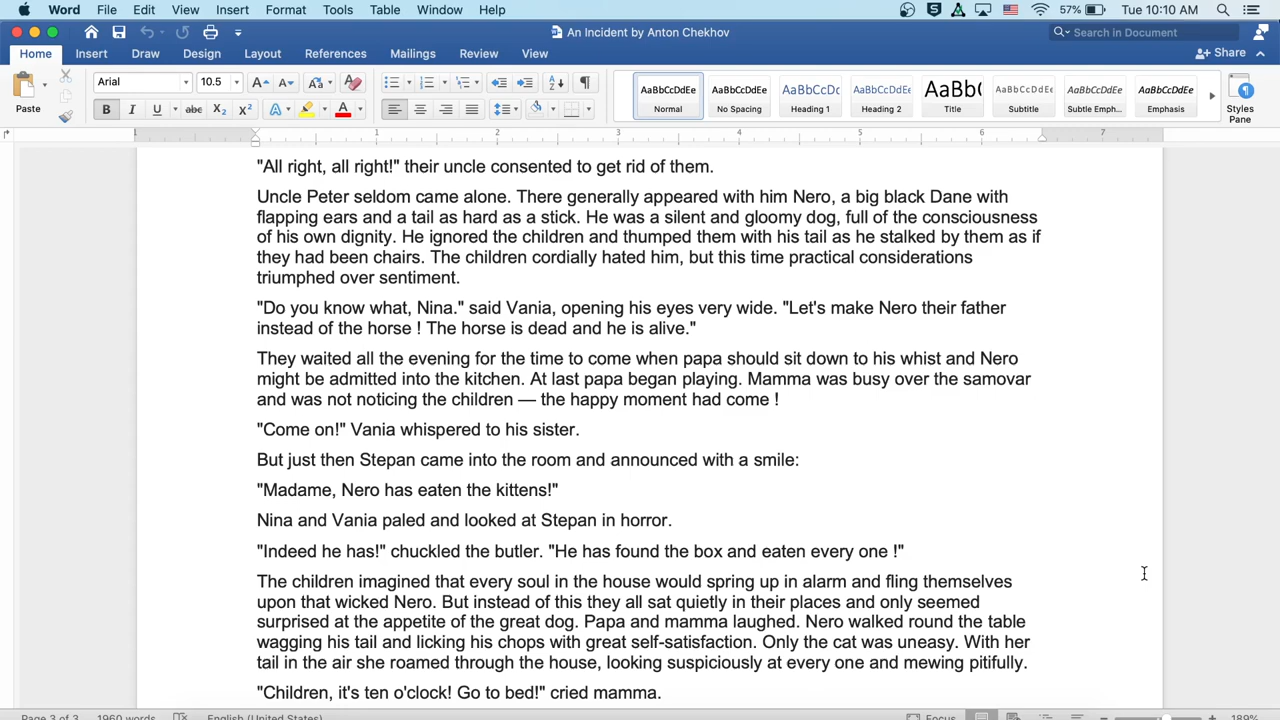 Word File Edit View Insert Format Tools Table Window Help 57% Tue 10:10 AM
An Incident by Anton Chekhov Search in Document
Home Insert Draw Design Layout References Mailings Review View Share
Paste Arial 10.5 AaBbCcDdEe AaBbCcDdEe AaBbCcDc AaBbCcDdEe AaBbC AaBbCcDdEe AaBbCcDdEe AaBbCcDdEe
Normal No Spacing Heading 1 Heading 2 Title Subtitle Subtle Emph... Emphasis Styles Pane
1 1 2 3 4 5 6 7
"All right, all right!" their uncle consented to get rid of them.
Uncle Peter seldom came alone. There generally appeared with him Nero, a big black Dane with
flapping ears and a tail as hard as a stick. He was a silent and gloomy dog, full of the consciousness
of his own dignity. He ignored the children and thumped them with his tail as he stalked by them as if
they had been chairs. The children cordially hated him, but this time practical considerations
triumphed over sentiment.
"Do you know what, Nina." said Vania, opening his eyes very wide. "Let's make Nero their father
instead of the horse ! The horse is dead and he is alive."
They waited all the evening for the time to come when papa should sit down to his whist and Nero
might be admitted into the kitchen. At last papa began playing. Mamma was busy over the samovar
and was not noticing the children — the happy moment had come !
"Come on!" Vania whispered to his sister.
But just then Stepan came into the room and announced with a smile:
"Madame, Nero has eaten the kittens!"
Nina and Vania paled and looked at Stepan in horror.
"Indeed he has!" chuckled the butler. "He has found the box and eaten every one !"
The children imagined that every soul in the house would spring up in alarm and fling themselves
upon that wicked Nero. But instead of this they all sat quietly in their places and only seemed
surprised at the appetite of the great dog. Papa and mamma laughed. Nero walked round the table
wagging his tail and licking his chops with great self-satisfaction. Only the cat was uneasy. With her
tail in the air she roamed through the house, looking suspiciously at every one and mewing pitifully.
"Children, it's ten o'clock! Go to bed!" cried mamma.
Page 3 of 3 1960 words English (United States) Focus 189%